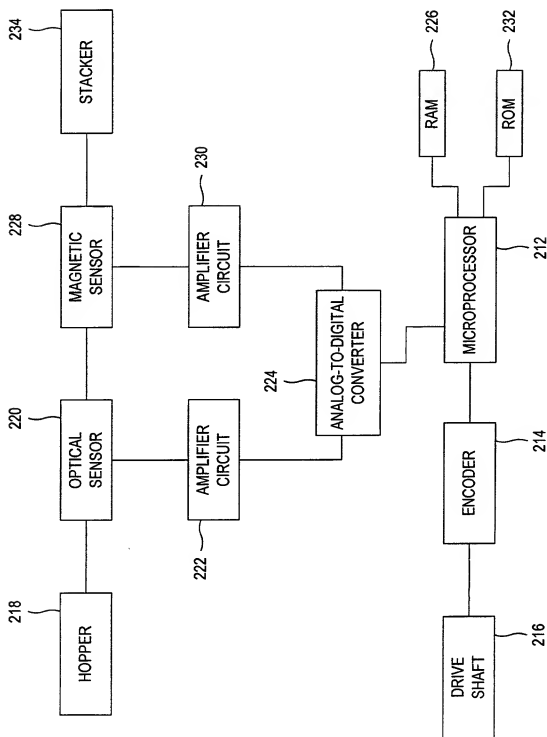 218
HOPPER
220
OPTICAL
SENSOR
228
MAGNETIC
SENSOR
234
STACKER
222
AMPLIFIER
CIRCUIT
230
AMPLIFIER
CIRCUIT
224
ANALOG-TO-DIGITAL
CONVERTER
226
RAM
232
ROM
216
DRIVE
SHAFT
214
ENCODER
212
MICROPROCESSOR